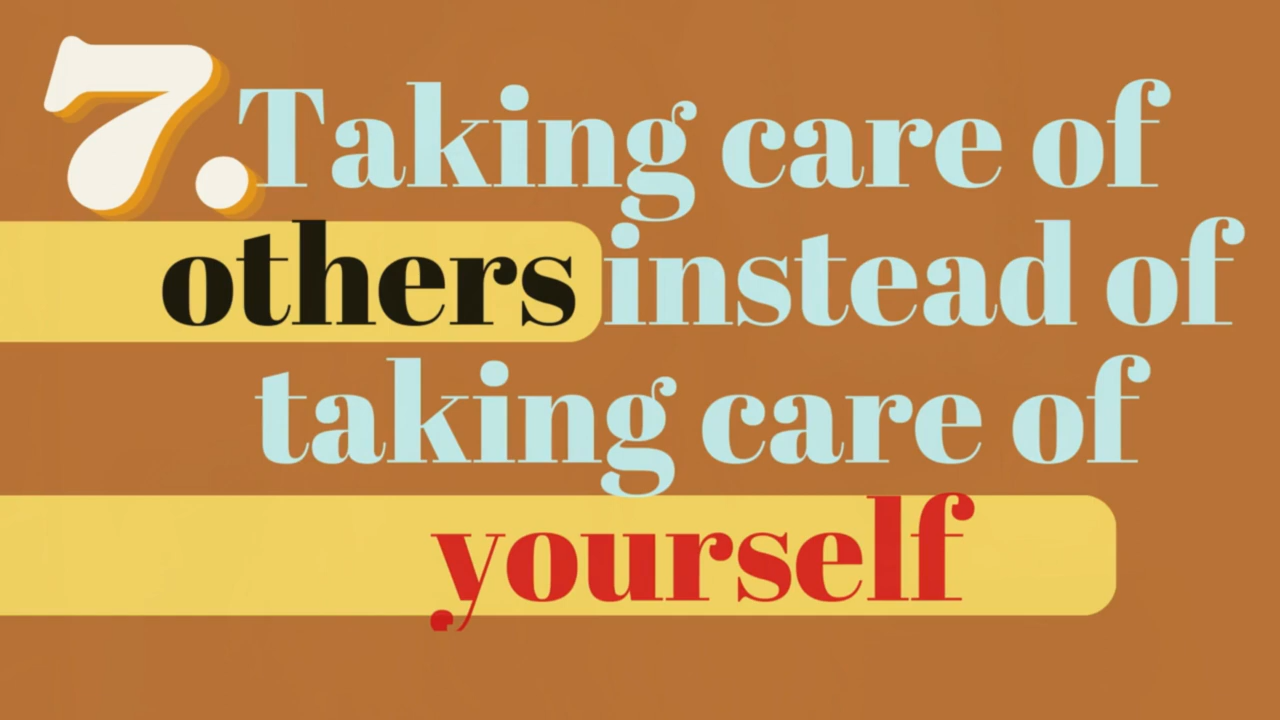 7. Taking care of
others instead of
taking care of
yourself